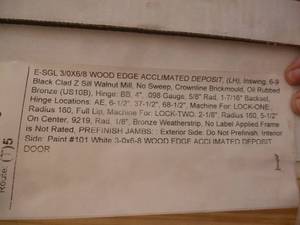 E-SGL 3/0X6/8 WOOD EDGE ACCLIMATED DEPOSIT, (LH), Inswing, 6-9
Black Clad Z Sill Walnut Mill, No Sweep, Crownline Brickmould, Oil Rubbed
Bronze (US10B), Hinge: BB, 4", .098 Gauge, 5/8" Rad, 1-7/16" Backset,
Hinge Locations: AE, 6-1/2", 37-1/2", 68-1/2", Machine For: LOCK-ONE,
Radius 160, Full Lip, Machine For: LOCK-TWO, 2-1/8", Radius 160, 5-1/2"
On Center, 9219, Rad, 1/8", Bronze Weatherstrip, No Label Applied Frame
is Not Rated, PREFINISH JAMBS: : Exterior Side: Do Not Prefinish, Interior
Side: Paint #101 White 3-0x6-8 WOOD EDGE ACCLIMATED DEPOSIT
DOOR
1
Route: